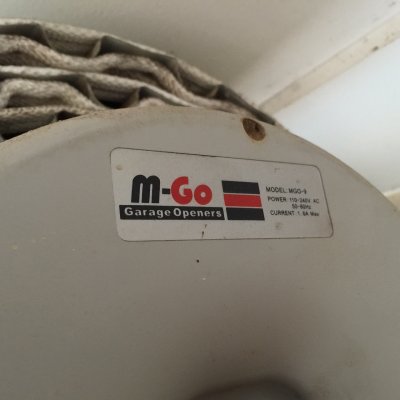 M-Go
Garage Openers
MODEL: MGO-9
POWER 110-240V AC
50-60Hz
CURRENT 1.8A Max